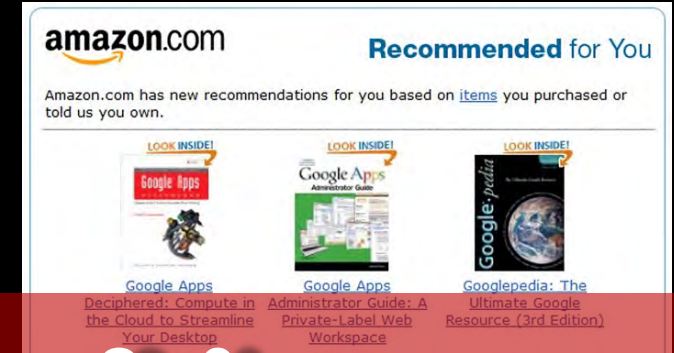 amazon.com
Recommended for You
Amazon.com has new recommendations for you based on items you purchased or
told us you own.
LOOK INSIDE! LOOK INSIDE! LOOK INSIDE!
Google Apps
Google Apps
Administrator Guide
Google•pedia
Google Apps
Deciphered: Compute in
the Cloud to Streamline
Your Desktop
Google Apps
Administrator Guide: A
Private-Label Web
Workspace
Googlepedia: The
Ultimate Google
Resource (3rd Edition)